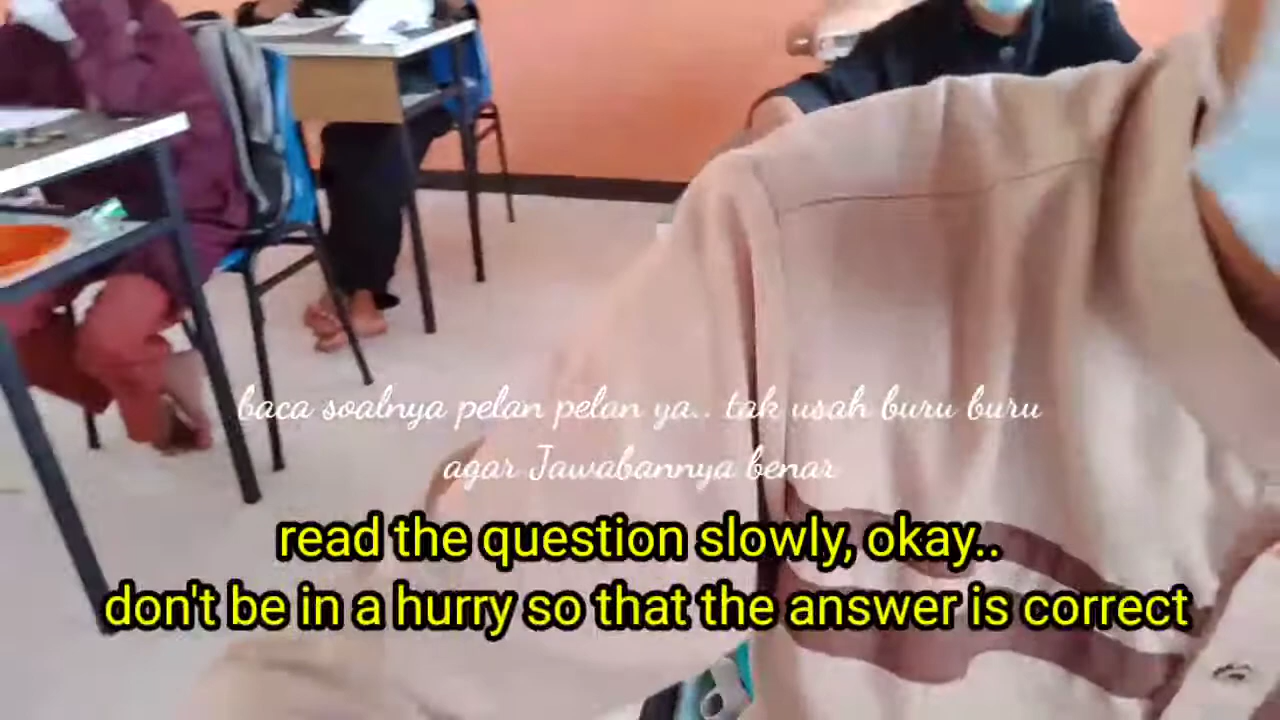 baca soalnya pelan pelan ya.. tak usah buru buru
agar Jawabannya benar
read the question slowly, okay..
don't be in a hurry so that the answer is correct